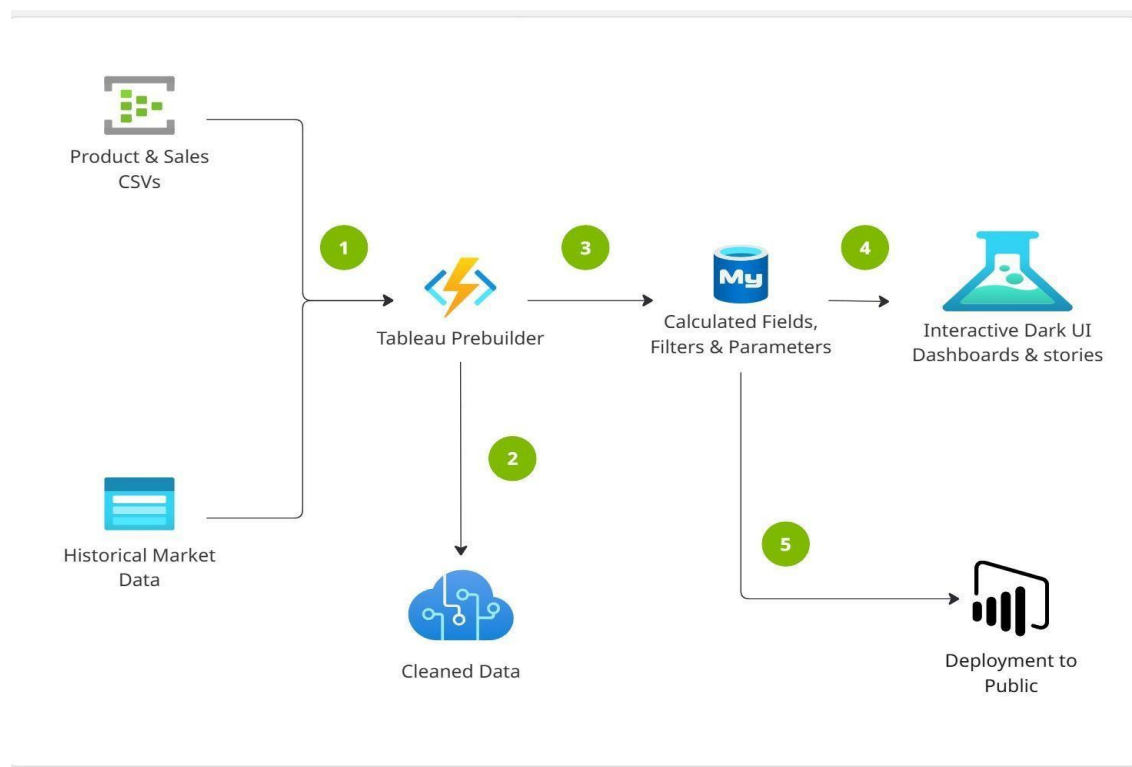 Product & Sales
CSVs
1
3
4
My
Tableau Prebuilder
Calculated Fields,
Filters & Parameters
Interactive Dark UI
Dashboards & stories
2
5
Historical Market
Data
Cleaned Data
Deployment to
Public